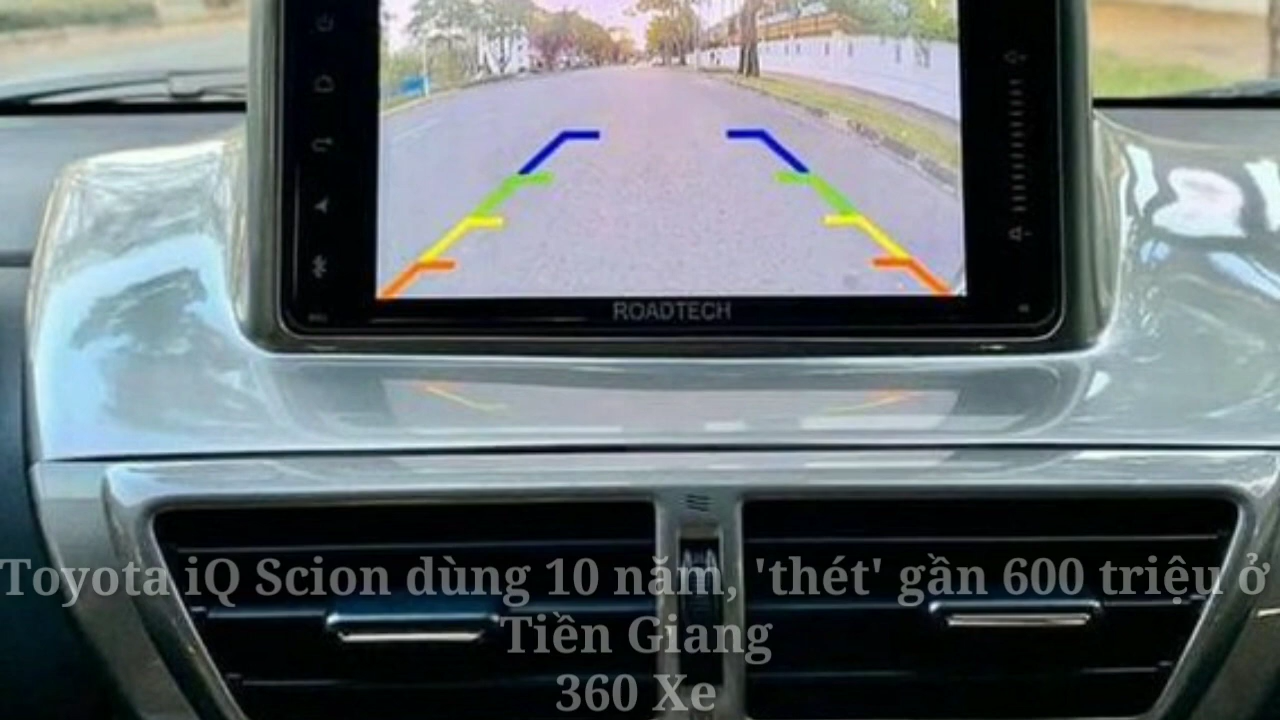 ROADTECH
Toyota iQ Scion dùng 10 năm, 'thét' gần 600 triệu ở
Tiền Giang
360 Xe